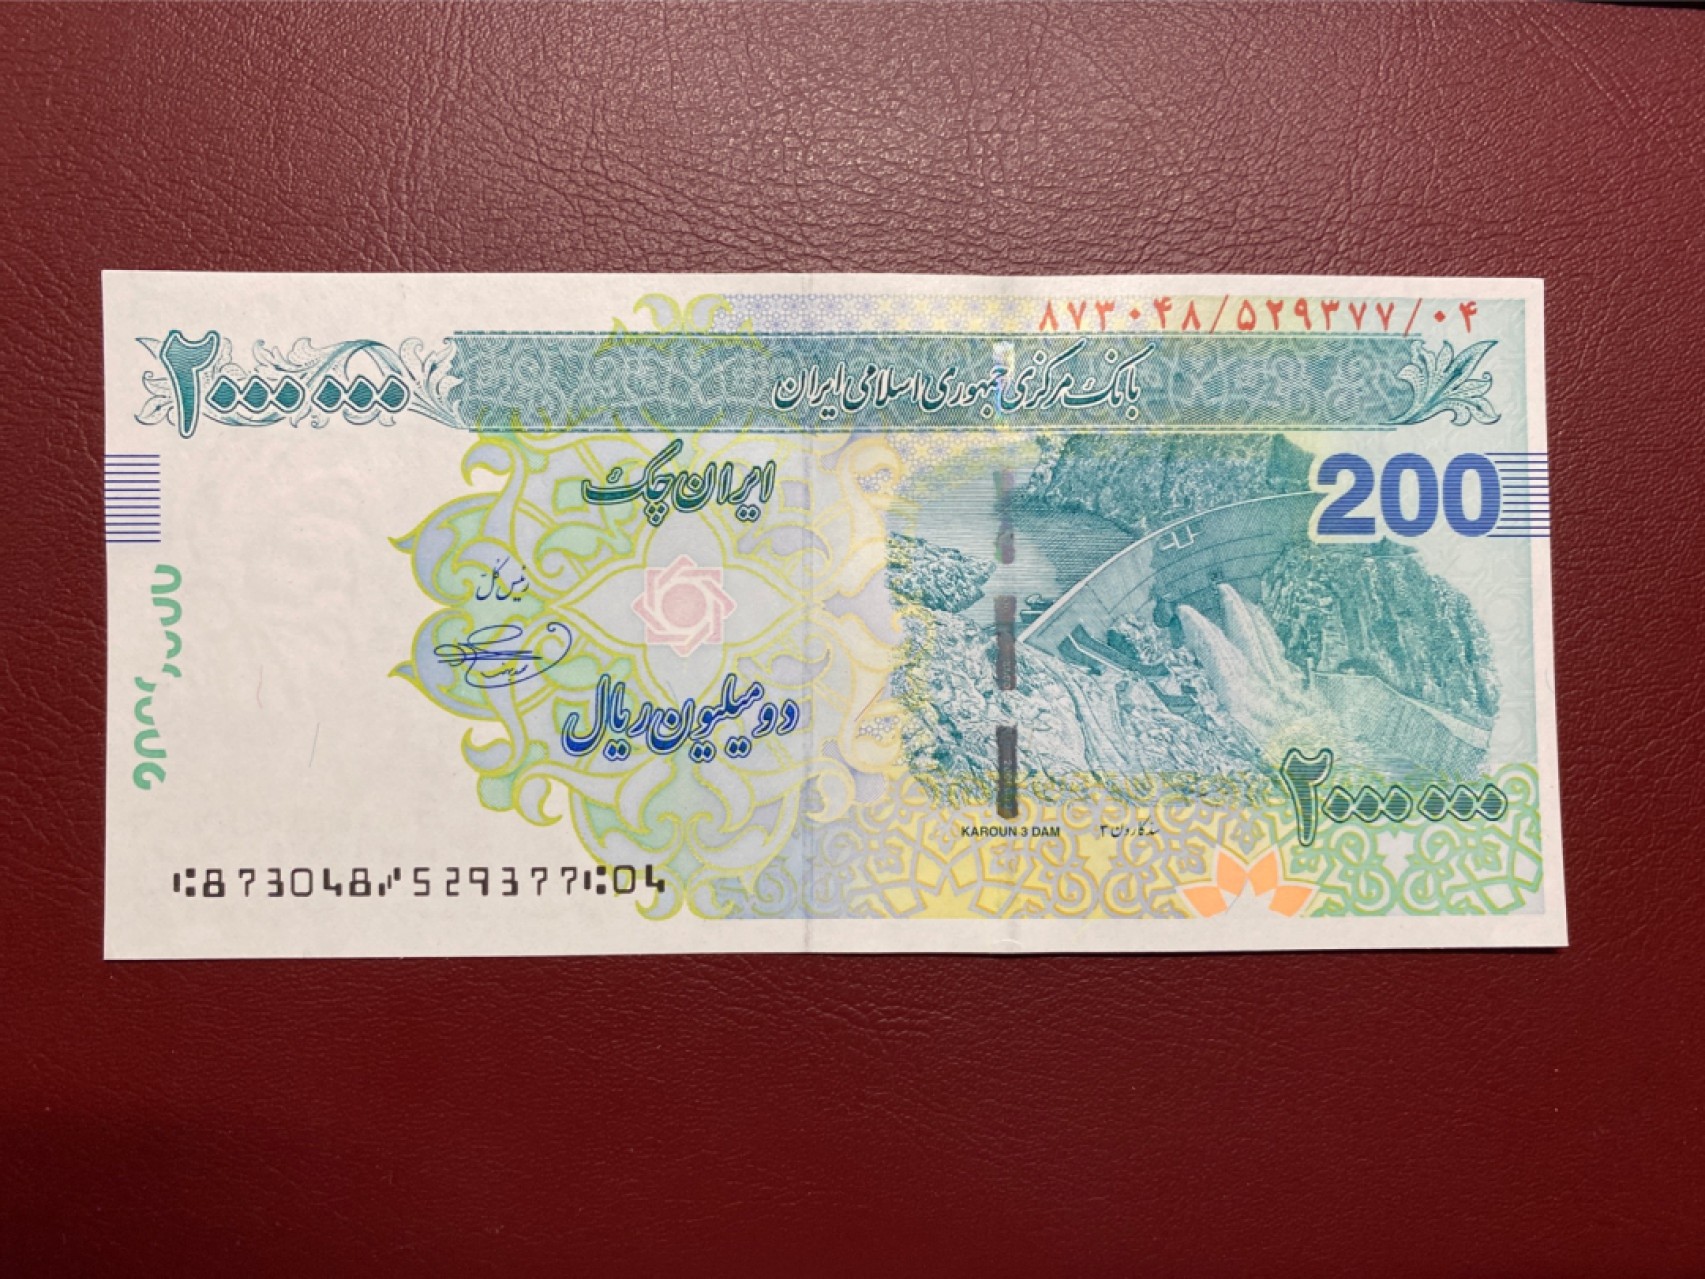 ۸۷۳۰۴۸/۵۲۹۳۷۷/۰۴
۲۰۰۰۰۰۰
بانک مرکزی جمهوری اسلامی ایران
ایران چک
200
رئیس کل
دو میلیون ریال
۲۰۰۰۰۰۰
KAROUN 3 DAM
سد کارون ۳
⑆873048⑈529377⑆04